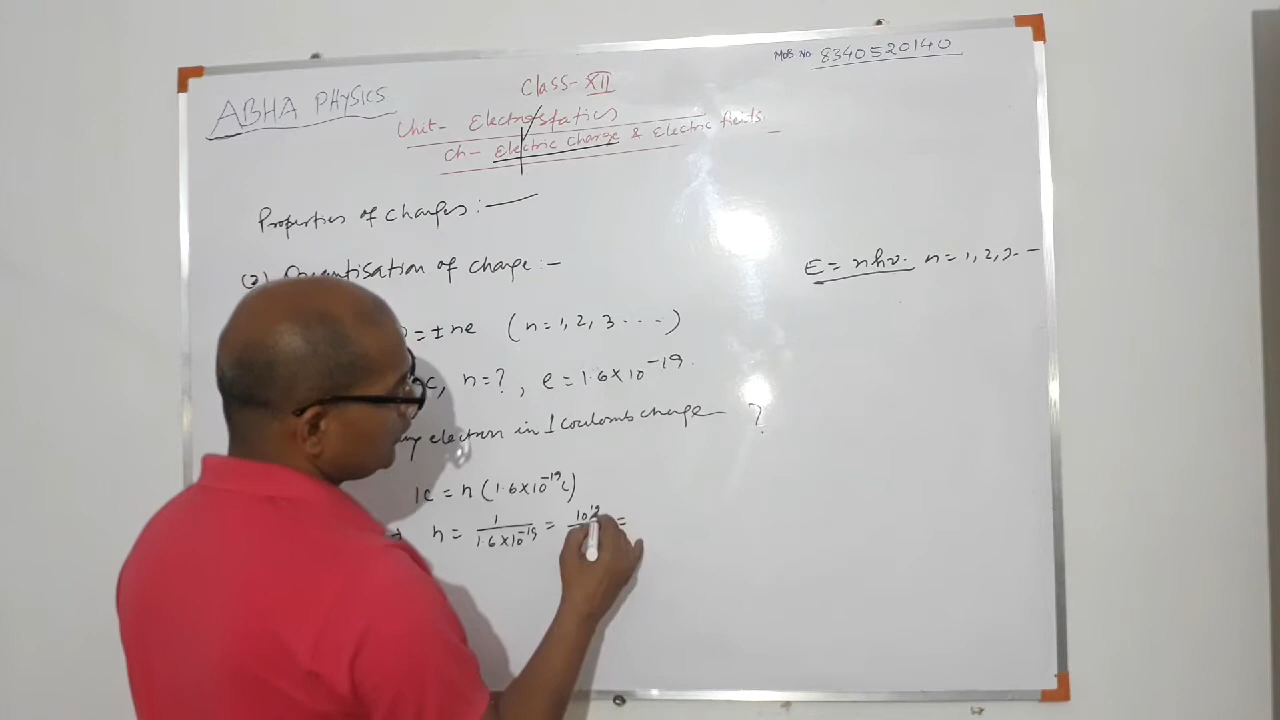 MOB NO 8340520140
ABHA PHYSICS
Class- XII
Unit- Electrostatics
Ch- Electric Charge & Electric fields
Properties of charges:-
(2) Quantisation of charge:-
E = nhν. n = 1, 2, 3. --
= ± ne (n = 1, 2, 3 ....)
c, n = ?, e = 1.6 × 10⁻¹⁹.
electron in 1 coulomb charge ?
1c = n (1.6 × 10⁻¹⁹ c)
n = 1 / 1.6 × 10⁻¹⁹ = 10¹⁹ =